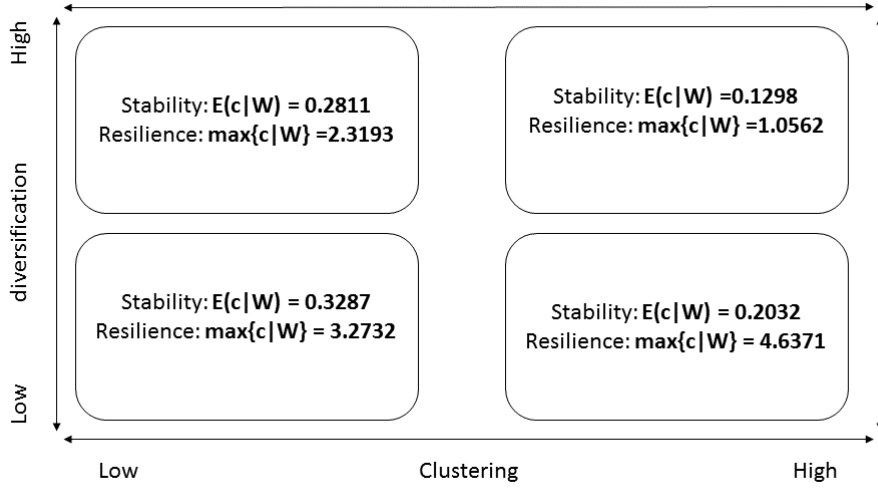 High
Stability: E(c|W) = 0.2811
Resilience: max{c|W} =2.3193
Stability: E(c|W) =0.1298
Resilience: max{c|W} =1.0562
diversification
Stability: E(c|W) = 0.3287
Resilience: max{c|W} = 3.2732
Stability: E(c|W) = 0.2032
Resilience: max{c|W} = 4.6371
Low
Low Clustering High